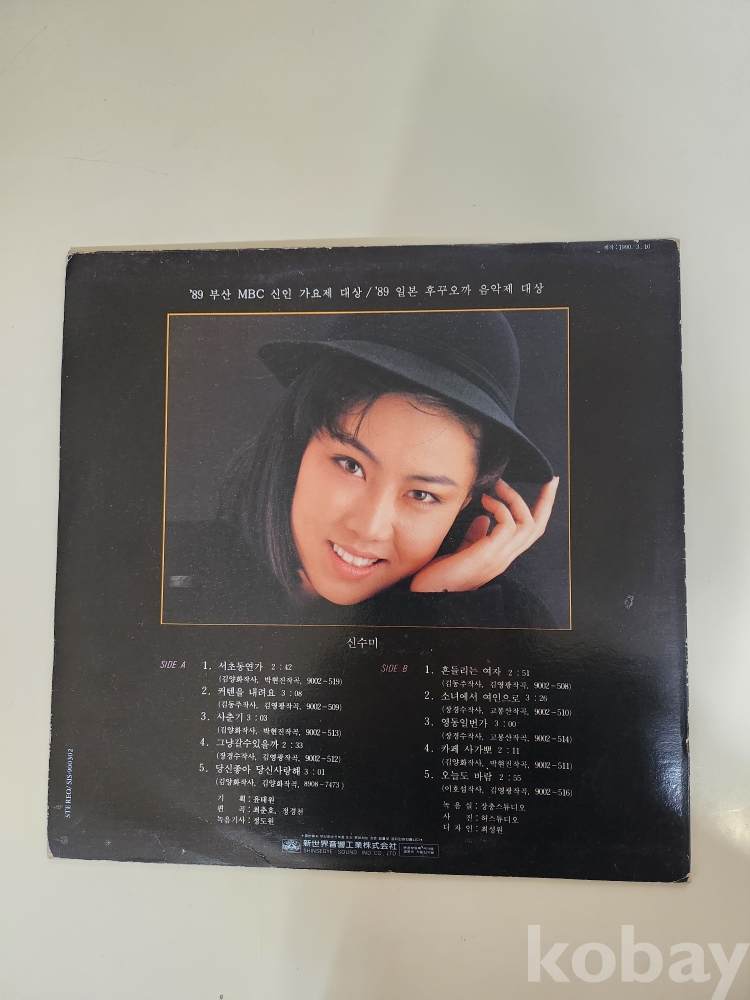 제작 : 1990. 3. 10
'89 부산 MBC 신인 가요제 대상 / '89 일본 후꾸오까 음악제 대상
신수미
SIDE A
1. 서초동연가 2 : 42
(김양화작사, 박현진작곡, 9002-519)
2. 커텐을 내려요 3 : 08
(김동주작사, 김영광작곡, 9002-509)
3. 사춘기 3 : 03
(김양화작사, 박현진작곡, 9002-513)
4. 그냥갈수있을까 2 : 33
(장경수작사, 김영광작곡, 9002-512)
5. 당신좋아 당신사랑해 3 : 01
(김양화작사, 김양화작곡, 8908-7473)
기 획 : 윤태원
편 곡 : 최춘호, 정경천
녹음기사 : 정도원
SIDE B
1. 흔들리는 여자 2 : 51
(김동주작사, 김영광작곡, 9002-508)
2. 소녀에서 여인으로 3 : 26
(장경수작사, 고봉산작곡, 9002-510)
3. 영동일번가 3 : 00
(장경수작사, 고봉산작곡, 9002-514)
4. 카페 사가뽀 2 : 11
(김양화작사, 박현진작곡, 9002-511)
5. 오늘도 바람 2 : 55
(이호섭작사, 김영광작곡, 9002-516)
녹 음 실 : 장충스튜디오
사 진 : 허스튜디오
디 자 인 : 최성원
STEREO/SIS-900302
新世界音響工業株式会社
SHINSEGYE SOUND IND CO. LTD
kobay